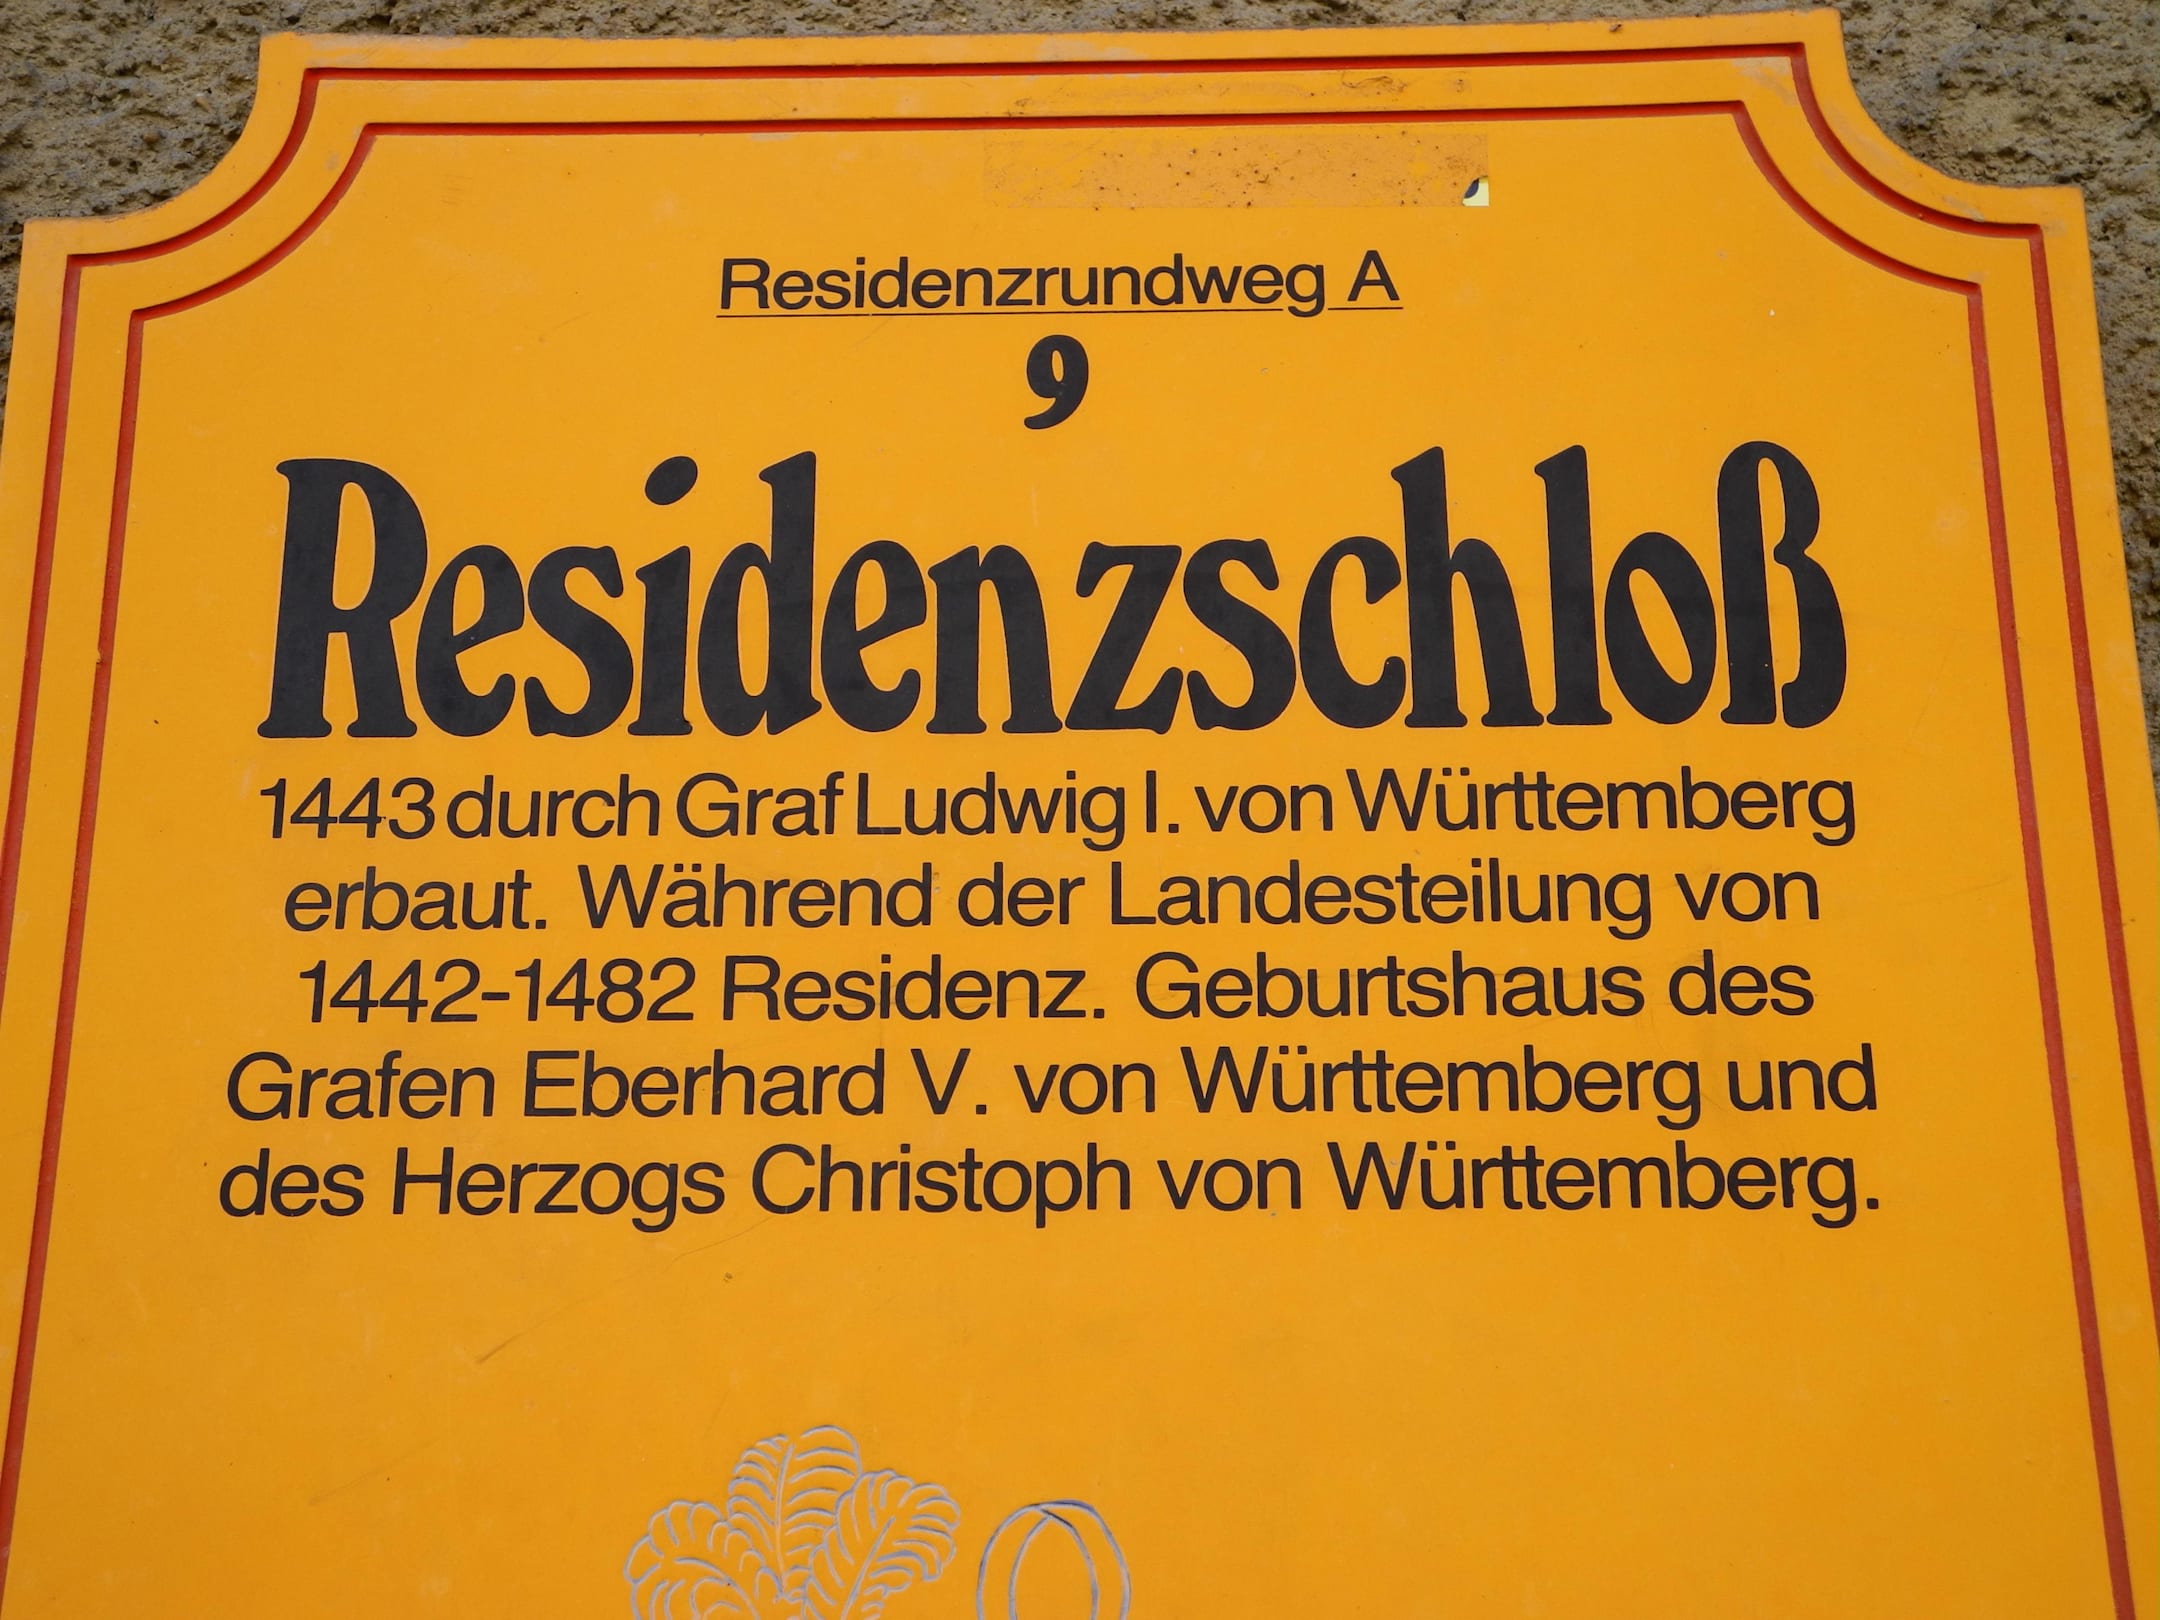 Residenzrundweg A
9
Residenzschloß
1443 durch Graf Ludwig I. von Württemberg
erbaut. Während der Landesteilung von
1442-1482 Residenz. Geburtshaus des
Grafen Eberhard V. von Württemberg und
des Herzogs Christoph von Württemberg.